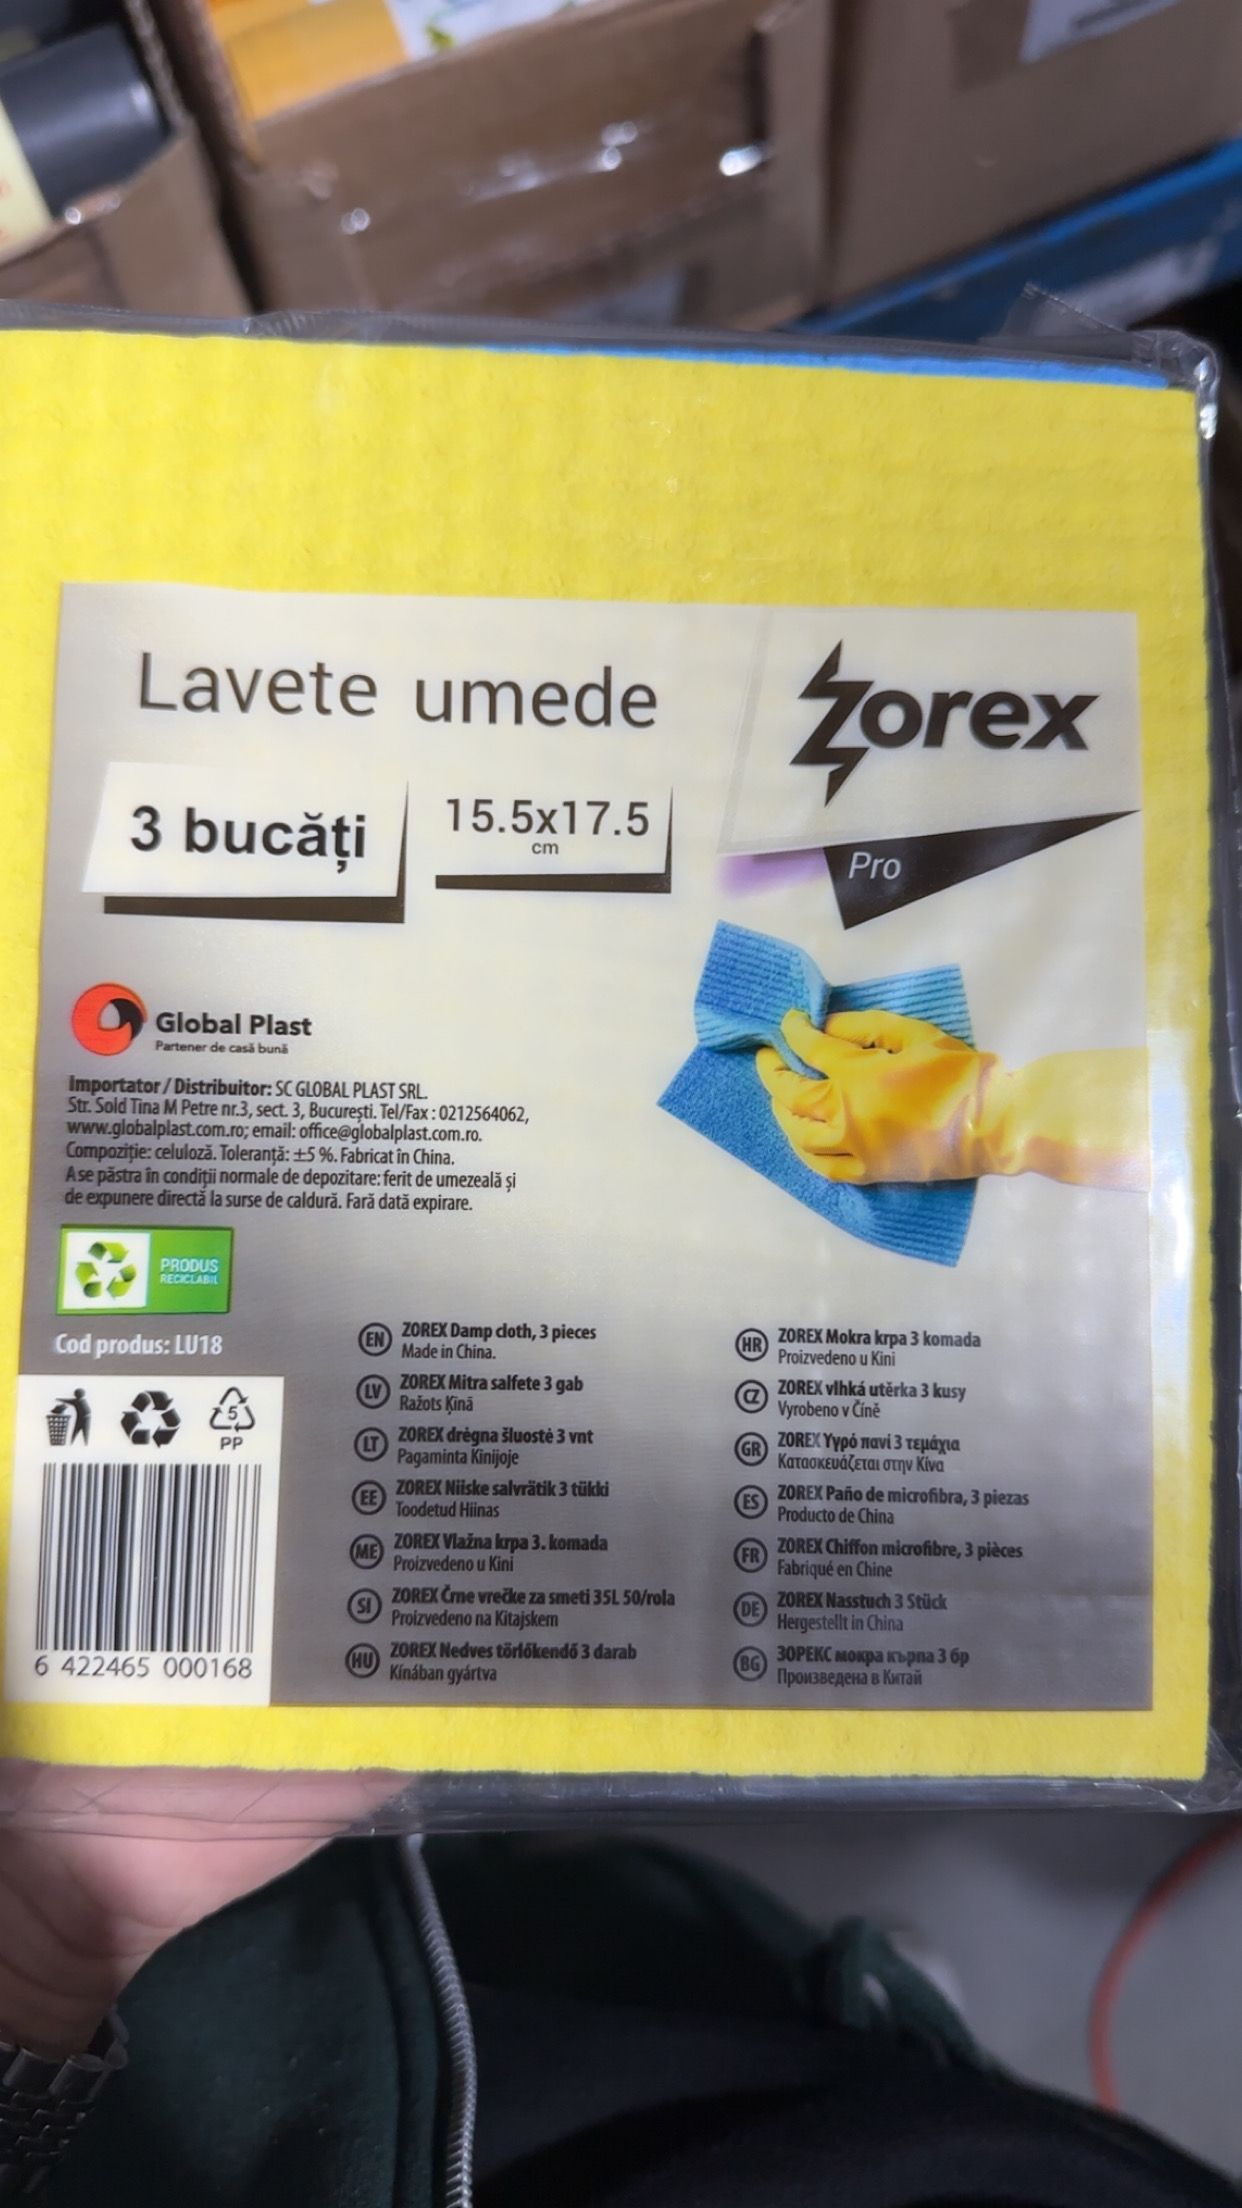 Lavete umede
Zorex
3 bucăți
15.5x17.5
cm
Pro
Global Plast
Partener de casă bună
Importator / Distribuitor: SC GLOBAL PLAST SRL.
Str. Sold Tina M Petre nr.3, sect. 3, București. Tel/Fax : 0212564062,
www.globalplast.com.ro; email: office@globalplast.com.ro.
Compoziție: celuloză. Toleranță: ±5 %. Fabricat în China.
A se păstra în condiții normale de depozitare: ferit de umezeală și
de expunere directă la surse de caldură. Fară dată expirare.
PRODUS
RECICLABIL
Cod produs: LU18
5
PP
6 422465 000168
EN ZOREX Damp cloth, 3 pieces
Made in China.
LV ZOREX Mitra salfete 3 gab
Ražots Ķīnā
LT ZOREX drėgna šluostė 3 vnt
Pagaminta Kinijoje
EE ZOREX Niiske salvrätik 3 tükki
Toodetud Hiinas
ME ZOREX Vlažna krpa 3. komada
Proizvedeno u Kini
SI ZOREX Črne vrečke za smeti 35L 50/rola
Proizvedeno na Kitajskem
HU ZOREX Nedves törlőkendő 3 darab
Kínában gyártva
HR ZOREX Mokra krpa 3 komada
Proizvedeno u Kini
CZ ZOREX vlhká utěrka 3 kusy
Vyrobeno v Číně
GR ZOREX Υγρό πανί 3 τεμάχια
Κατασκευάζεται στην Κίνα
ES ZOREX Paño de microfibra, 3 piezas
Producto de China
FR ZOREX Chiffon microfibre, 3 pièces
Fabriqué en Chine
DE ZOREX Nasstuch 3 Stück
Hergestellt in China
BG ЗОРЕКС мокра кърпа 3 бр
Произведена в Китай